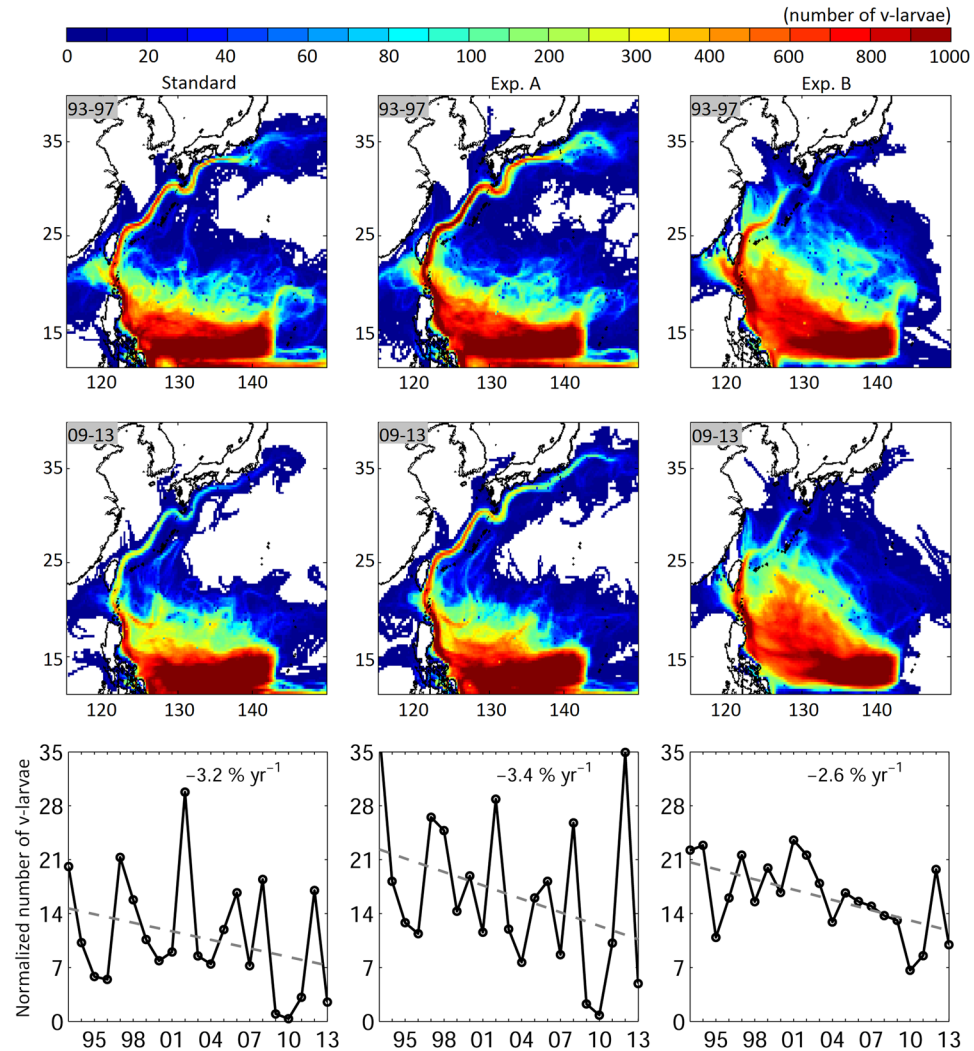 (number of v-larvae)
0 20 40 60 80 100 200 300 400 600 800 1000
Standard Exp. A Exp. B
93-97 93-97 93-97
35 35 35
25 25 25
15 15 15
120 130 140 120 130 140 120 130 140
09-13 09-13 09-13
35 35 35
25 25 25
15 15 15
120 130 140 120 130 140 120 130 140
Normalized number of v-larvae
35 35 35
−3.2 % yr⁻¹ −3.4 % yr⁻¹ −2.6 % yr⁻¹
28 28 28
21 21 21
14 14 14
7 7 7
0 0 0
95 98 01 04 07 10 13 95 98 01 04 07 10 13 95 98 01 04 07 10 13